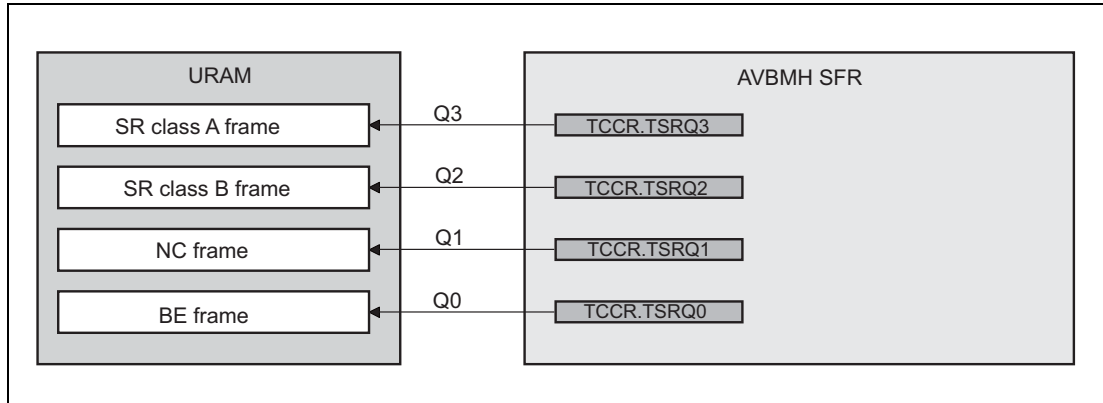 URAM
AVBMH SFR
SR class A frame
Q3
TCCR.TSRQ3
SR class B frame
Q2
TCCR.TSRQ2
NC frame
Q1
TCCR.TSRQ1
BE frame
Q0
TCCR.TSRQ0